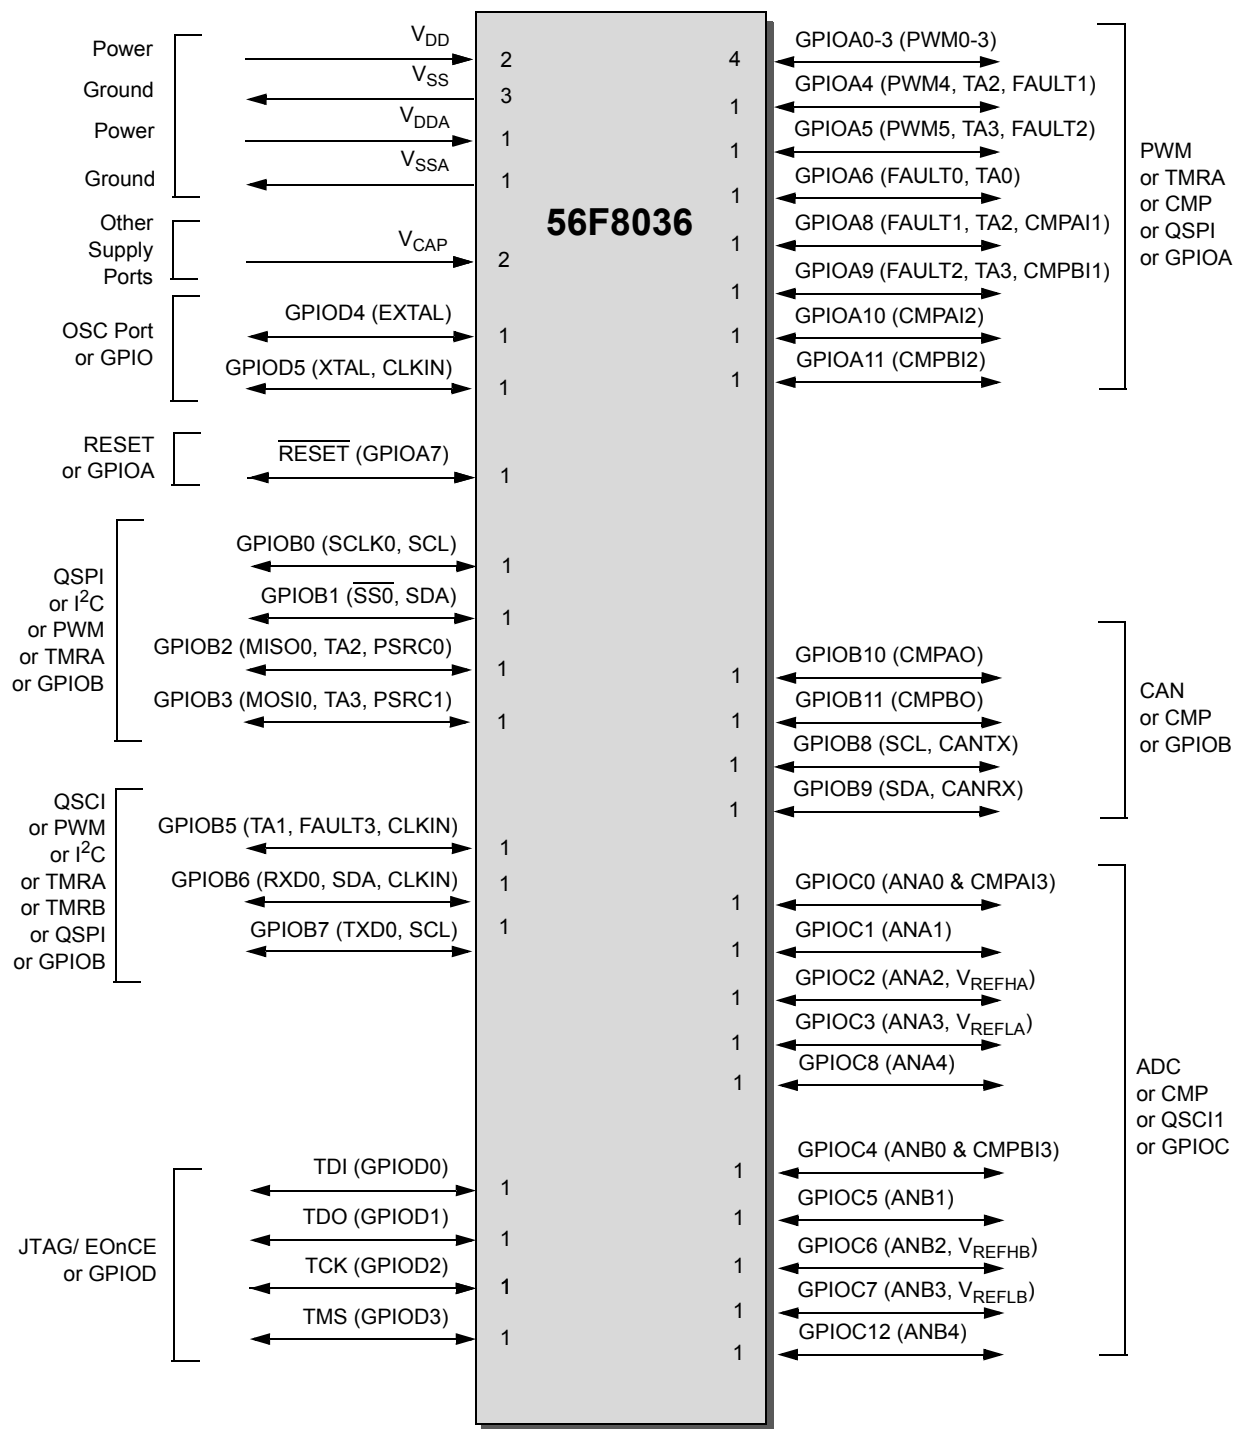 Power
V_DD
2
Ground
V_SS
3
Power
V_DDA
1
Ground
V_SSA
1
Other
Supply
Ports
V_CAP
2
OSC Port
or GPIO
GPIOD4 (EXTAL)
1
GPIOD5 (XTAL, CLKIN)
1
RESET
or GPIOA
RESET (GPIOA7)
1
QSPI
or I²C
or PWM
or TMRA
or GPIOB
GPIOB0 (SCLK0, SCL)
1
GPIOB1 (SS0, SDA)
1
GPIOB2 (MISO0, TA2, PSRC0)
1
GPIOB3 (MOSI0, TA3, PSRC1)
1
QSCI
or PWM
or I²C
or TMRA
or TMRB
or QSPI
or GPIOB
GPIOB5 (TA1, FAULT3, CLKIN)
1
GPIOB6 (RXD0, SDA, CLKIN)
1
GPIOB7 (TXD0, SCL)
1
JTAG/ EOnCE
or GPIOD
TDI (GPIOD0)
1
TDO (GPIOD1)
1
TCK (GPIOD2)
1
TMS (GPIOD3)
1
56F8036
4
GPIOA0-3 (PWM0-3)
1
GPIOA4 (PWM4, TA2, FAULT1)
1
GPIOA5 (PWM5, TA3, FAULT2)
1
GPIOA6 (FAULT0, TA0)
1
GPIOA8 (FAULT1, TA2, CMPAI1)
1
GPIOA9 (FAULT2, TA3, CMPBI1)
1
GPIOA10 (CMPAI2)
1
GPIOA11 (CMPBI2)
PWM
or TMRA
or CMP
or QSPI
or GPIOA
1
GPIOB10 (CMPAO)
1
GPIOB11 (CMPBO)
1
GPIOB8 (SCL, CANTX)
1
GPIOB9 (SDA, CANRX)
CAN
or CMP
or GPIOB
1
GPIOC0 (ANA0 & CMPAI3)
1
GPIOC1 (ANA1)
1
GPIOC2 (ANA2, V_REFHA)
1
GPIOC3 (ANA3, V_REFLA)
1
GPIOC8 (ANA4)
1
GPIOC4 (ANB0 & CMPBI3)
1
GPIOC5 (ANB1)
1
GPIOC6 (ANB2, V_REFHB)
1
GPIOC7 (ANB3, V_REFLB)
1
GPIOC12 (ANB4)
ADC
or CMP
or QSCI1
or GPIOC